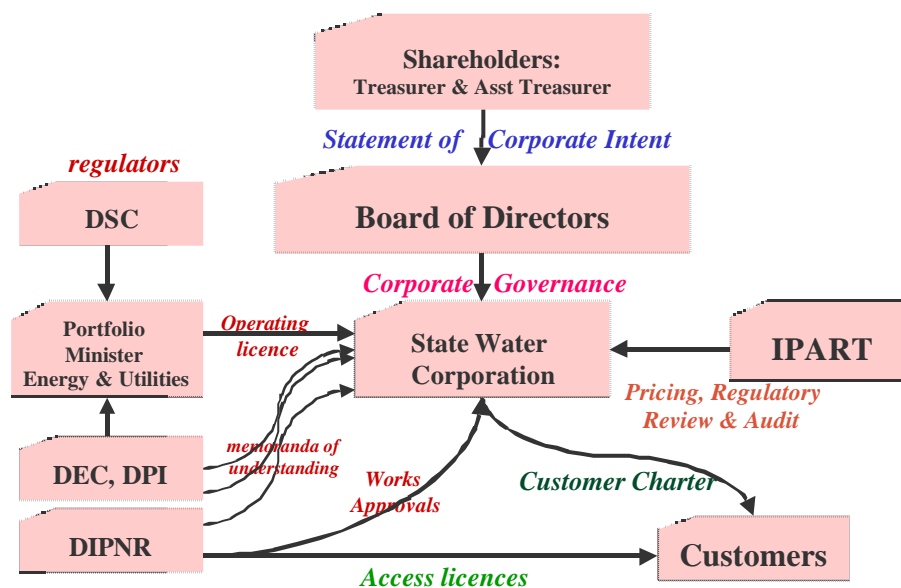 Shareholders:
Treasurer & Asst Treasurer
Statement of Corporate Intent
regulators
DSC
Board of Directors
Corporate Governance
Portfolio
Minister
Energy & Utilities
Operating
licence
State Water
Corporation
IPART
Pricing, Regulatory
Review & Audit
memoranda of
understanding
DEC, DPI
Works
Approvals
Customer Charter
DIPNR
Customers
Access licences